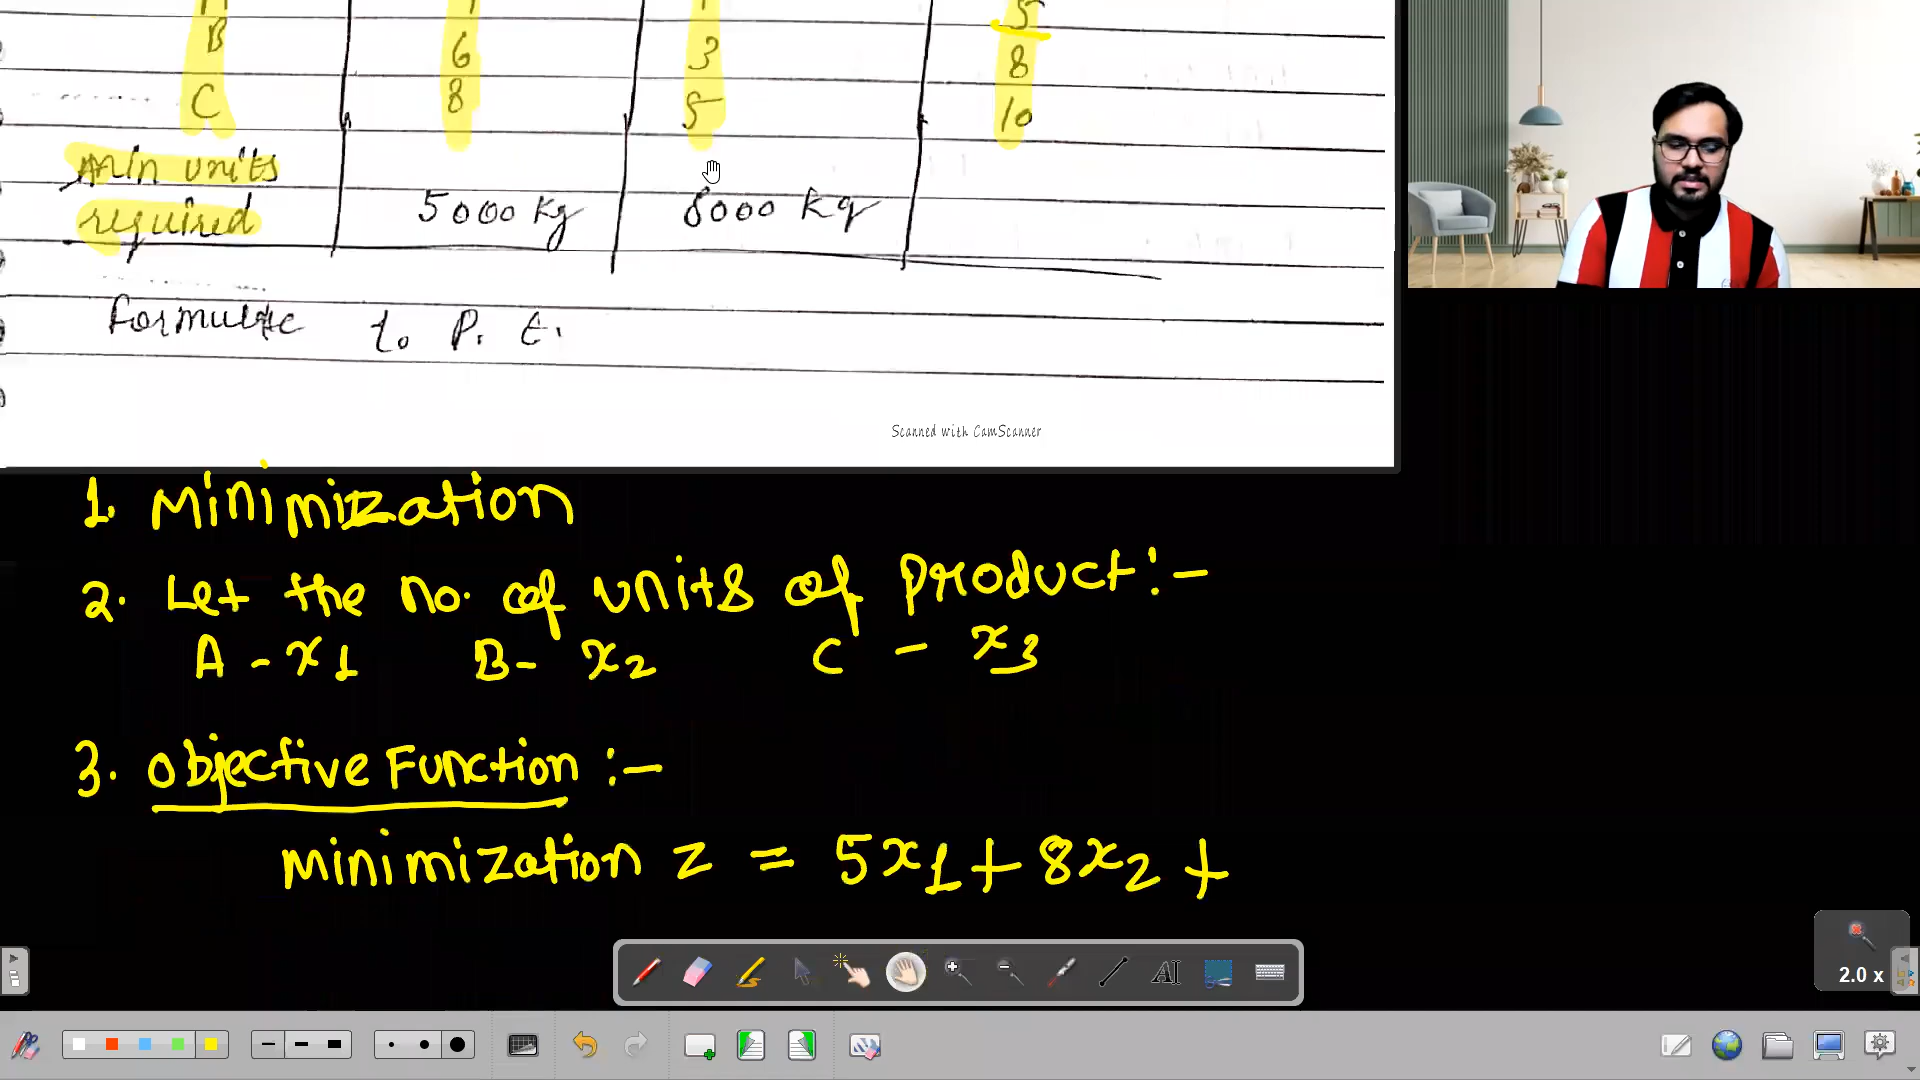 5
B 6 3 8
C 8 5 10
Min units
required 5000 Kg 8000 Kg
Formulate L. P. P.
Scanned with CamScanner
1. Minimization
2. Let the no. of units of Product :-
A - x1 B - x2 C - x3
3. Objective Function :-
Minimization Z = 5x1 + 8x2 +
AI
2.0 x